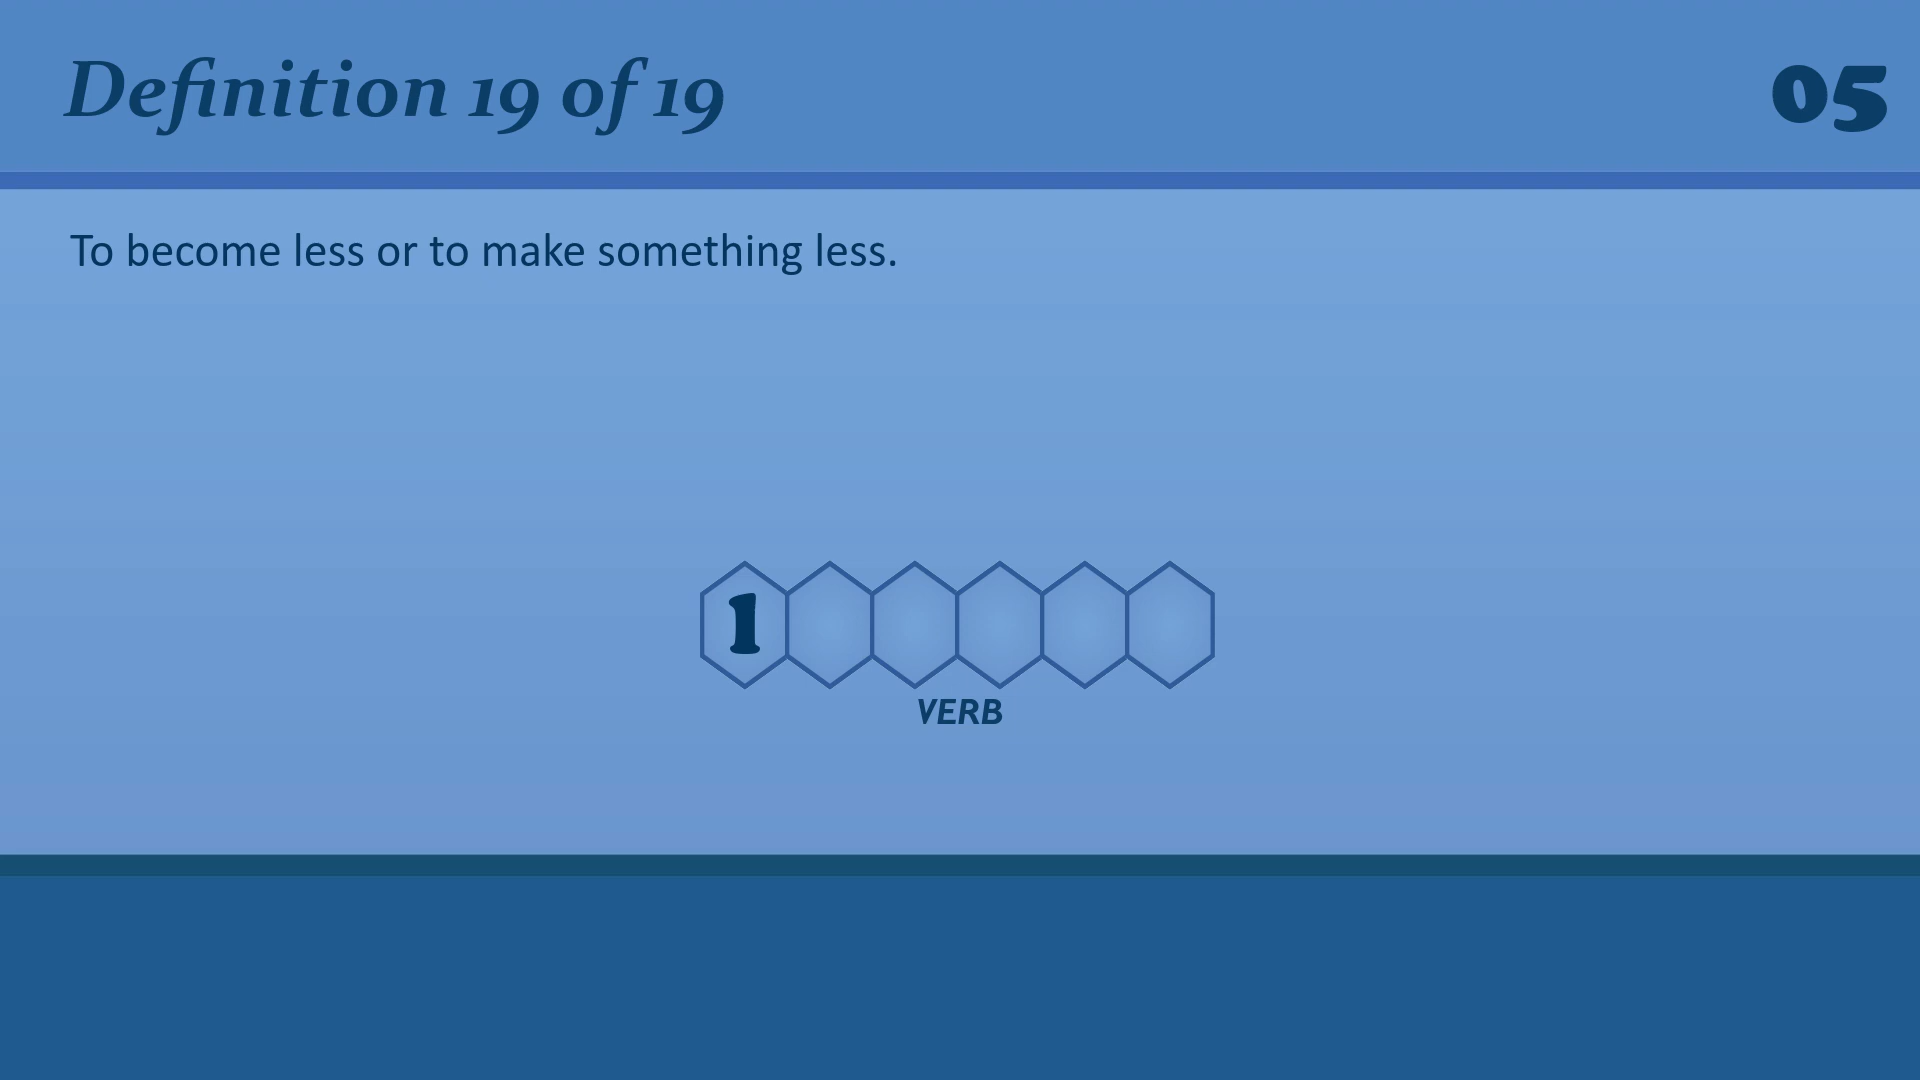 Definition 19 of 19
05
To become less or to make something less.
1
VERB